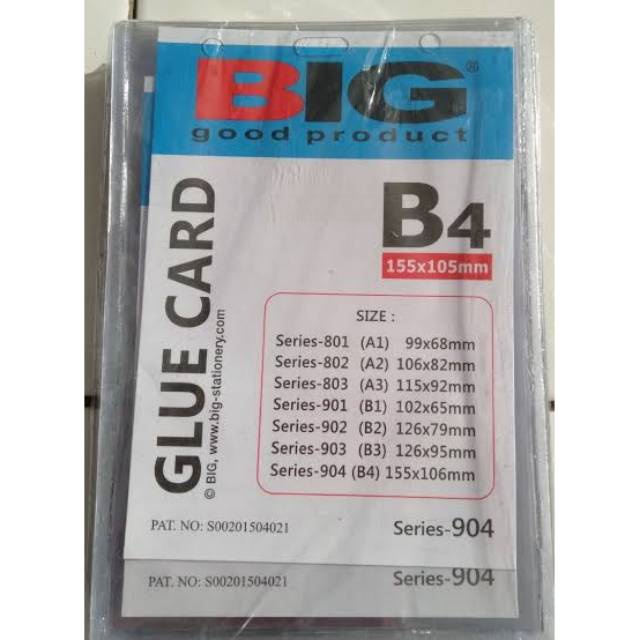 BIG®
good product
B4
155x105mm
GLUE CARD
© BIG, www.big-stationery.com
SIZE :
Series-801 (A1) 99x68mm
Series-802 (A2) 106x82mm
Series-803 (A3) 115x92mm
Series-901 (B1) 102x65mm
Series-902 (B2) 126x79mm
Series-903 (B3) 126x95mm
Series-904 (B4) 155x106mm
PAT. NO: S00201504021 Series-904
PAT. NO: S00201504021 Series-904